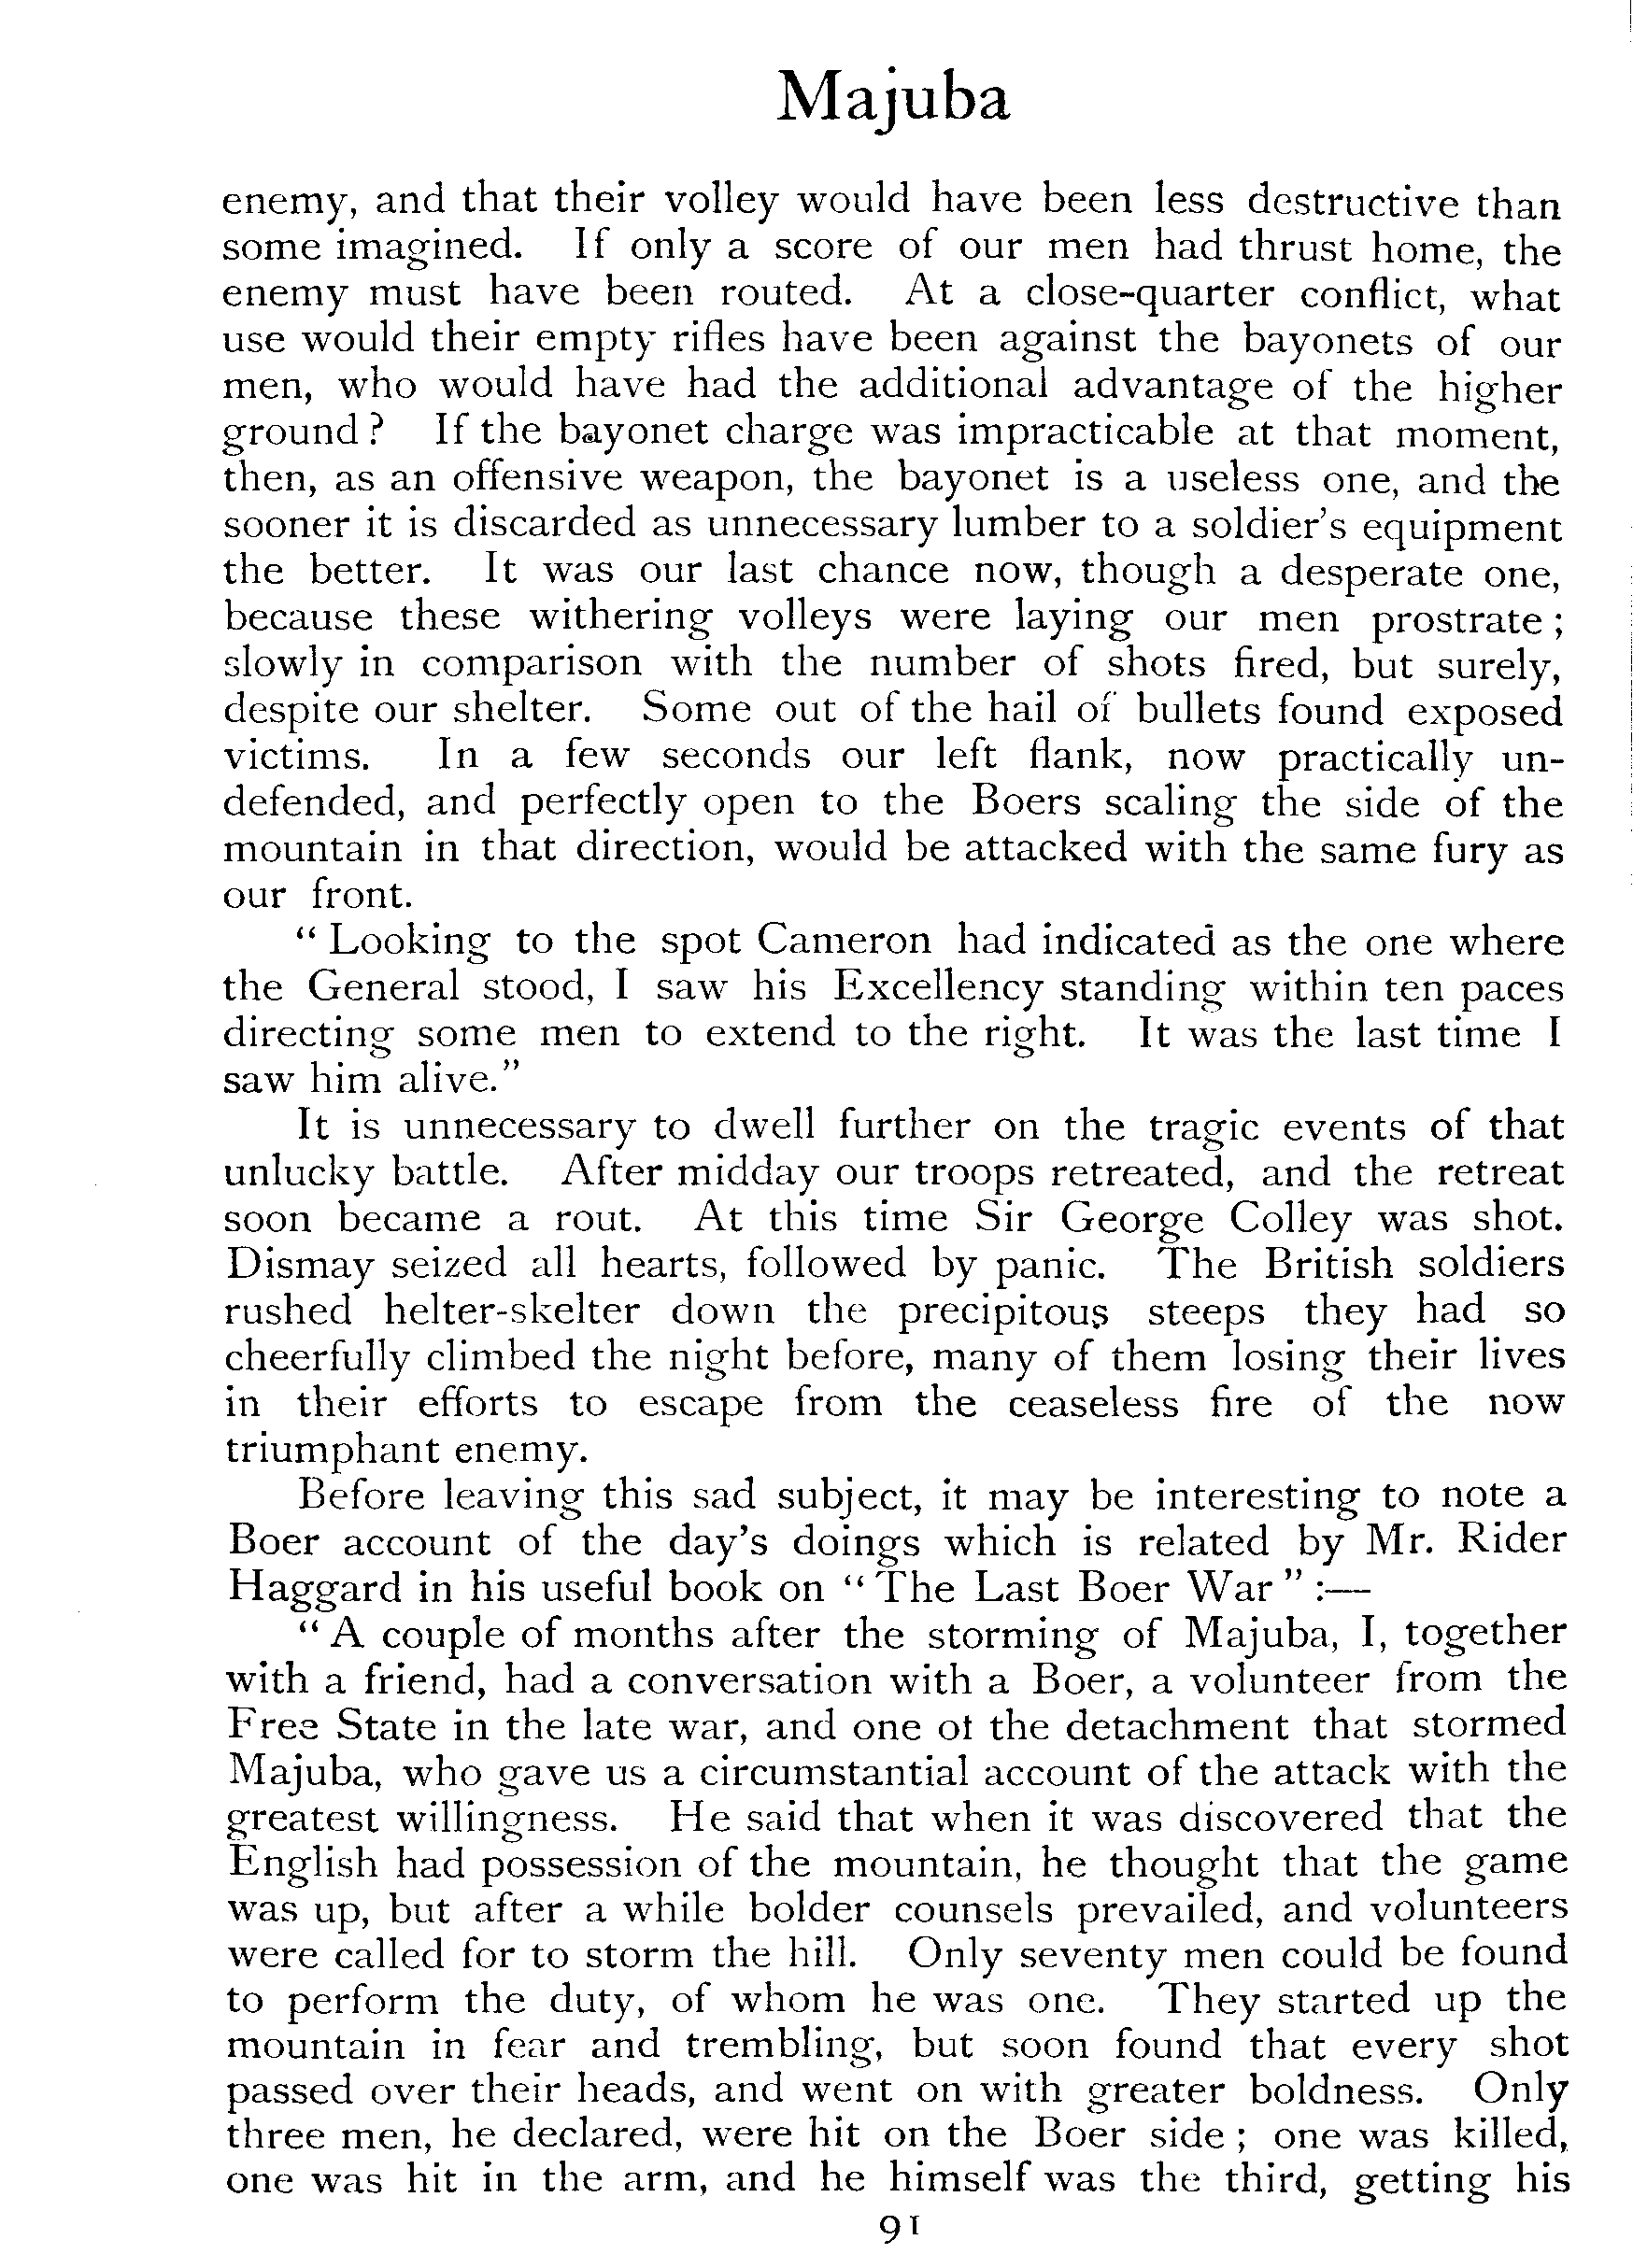 Majuba
enemy, and that their volley would have been less destructive than
some imagined. If only a score of our men had thrust home, the
enemy must have been routed. At a close-quarter conflict, what
use would their empty rifles have been against the bayonets of our
men, who would have had the additional advantage of the higher
ground ? If the bayonet charge was impracticable at that moment,
then, as an offensive weapon, the bayonet is a useless one, and the
sooner it is discarded as unnecessary lumber to a soldier's equipment
the better. It was our last chance now, though a desperate one,
because these withering volleys were laying our men prostrate ;
slowly in comparison with the number of shots fired, but surely,
despite our shelter. Some out of the hail of bullets found exposed
victims. In a few seconds our left flank, now practically un-
defended, and perfectly open to the Boers scaling the side of the
mountain in that direction, would be attacked with the same fury as
our front.
“ Looking to the spot Cameron had indicated as the one where
the General stood, I saw his Excellency standing within ten paces
directing some men to extend to the right. It was the last time I
saw him alive.”
It is unnecessary to dwell further on the tragic events of that
unlucky battle. After midday our troops retreated, and the retreat
soon became a rout. At this time Sir George Colley was shot.
Dismay seized all hearts, followed by panic. The British soldiers
rushed helter-skelter down the precipitous steeps they had so
cheerfully climbed the night before, many of them losing their lives
in their efforts to escape from the ceaseless fire of the now
triumphant enemy.
Before leaving this sad subject, it may be interesting to note a
Boer account of the day's doings which is related by Mr. Rider
Haggard in his useful book on “ The Last Boer War ” :—
“ A couple of months after the storming of Majuba, I, together
with a friend, had a conversation with a Boer, a volunteer from the
Free State in the late war, and one of the detachment that stormed
Majuba, who gave us a circumstantial account of the attack with the
greatest willingness. He said that when it was discovered that the
English had possession of the mountain, he thought that the game
was up, but after a while bolder counsels prevailed, and volunteers
were called for to storm the hill. Only seventy men could be found
to perform the duty, of whom he was one. They started up the
mountain in fear and trembling, but soon found that every shot
passed over their heads, and went on with greater boldness. Only
three men, he declared, were hit on the Boer side ; one was killed,
one was hit in the arm, and he himself was the third, getting his
91